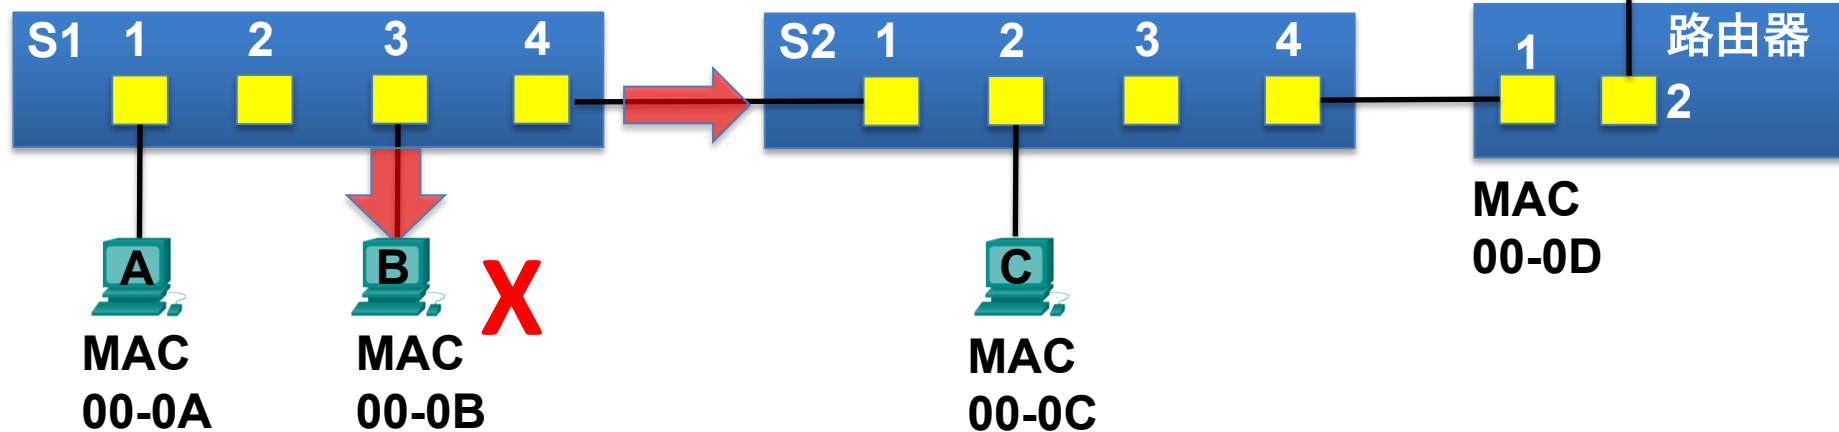 S1 1 2 3 4
S2 1 2 3 4
路由器
1
2
A
B
X
C
MAC
00-0A
MAC
00-0B
MAC
00-0C
MAC
00-0D